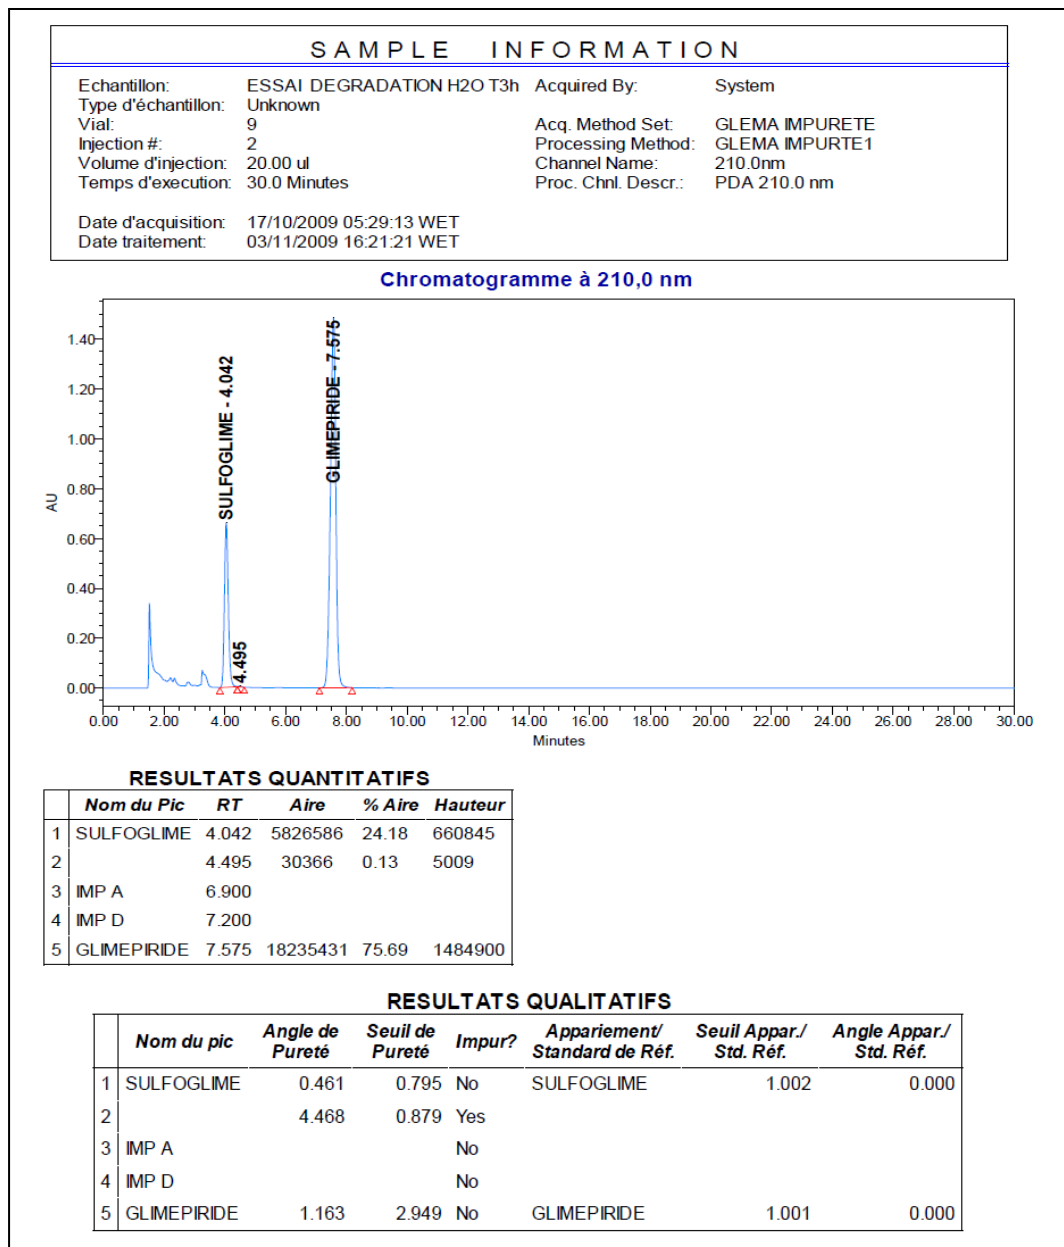 SAMPLE INFORMATION
Echantillon: ESSAI DEGRADATION H2O T3h Acquired By: System
Type d'échantillon: Unknown
Vial: 9 Acq. Method Set: GLEMA IMPURETE
Injection #: 2 Processing Method: GLEMA IMPURTE1
Volume d'injection: 20.00 ul Channel Name: 210.0nm
Temps d'execution: 30.0 Minutes Proc. Chnl. Descr.: PDA 210.0 nm
Date d'acquisition: 17/10/2009 05:29:13 WET
Date traitement: 03/11/2009 16:21:21 WET
Chromatogramme à 210,0 nm
AU
1.40
1.20
1.00
0.80
0.60
0.40
0.20
0.00
SULFOGLIME - 4.042
4.495
GLIMEPIRIDE - 7.575
0.00 2.00 4.00 6.00 8.00 10.00 12.00 14.00 16.00 18.00 20.00 22.00 24.00 26.00 28.00 30.00
Minutes
RESULTATS QUANTITATIFS
Nom du Pic RT Aire % Aire Hauteur
1 SULFOGLIME 4.042 5826586 24.18 660845
2 4.495 30366 0.13 5009
3 IMP A 6.900
4 IMP D 7.200
5 GLIMEPIRIDE 7.575 18235431 75.69 1484900
RESULTATS QUALITATIFS
Nom du pic Angle de Pureté Seuil de Pureté Impur? Appariement/ Standard de Réf. Seuil Appar./ Std. Réf. Angle Appar./ Std. Réf.
1 SULFOGLIME 0.461 0.795 No SULFOGLIME 1.002 0.000
2 4.468 0.879 Yes
3 IMP A No
4 IMP D No
5 GLIMEPIRIDE 1.163 2.949 No GLIMEPIRIDE 1.001 0.000